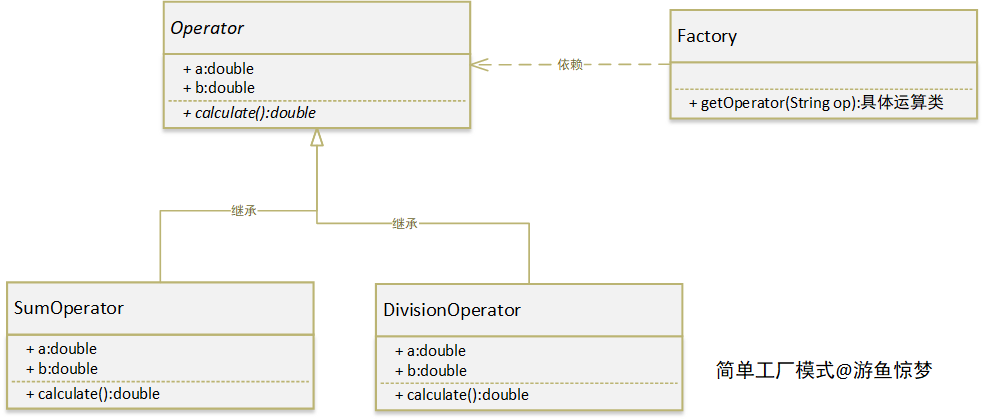 Operator
+ a:double
+ b:double
+ calculate():double
依赖
Factory
+ getOperator(String op):具体运算类
继承
继承
SumOperator
+ a:double
+ b:double
+ calculate():double
DivisionOperator
+ a:double
+ b:double
+ calculate():double
简单工厂模式@游鱼惊梦